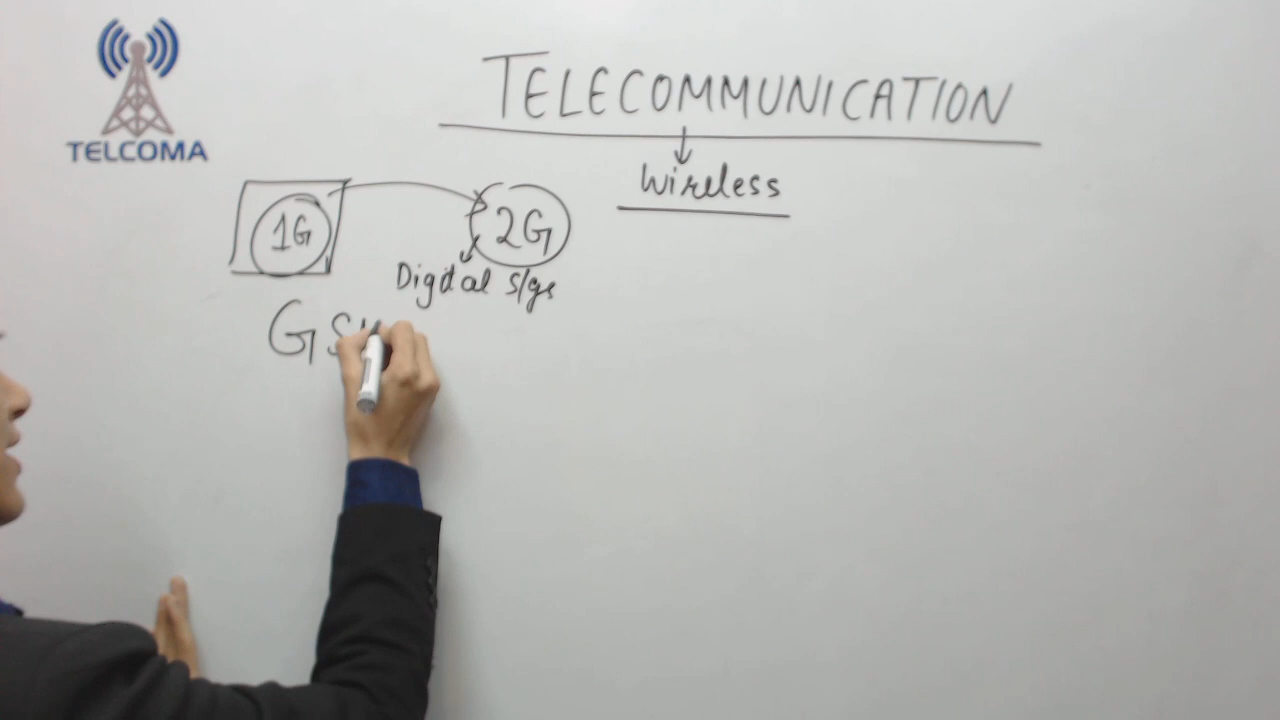 TELCOMA
TELECOMMUNICATION
Wireless
1G 2G
Digital s/gs